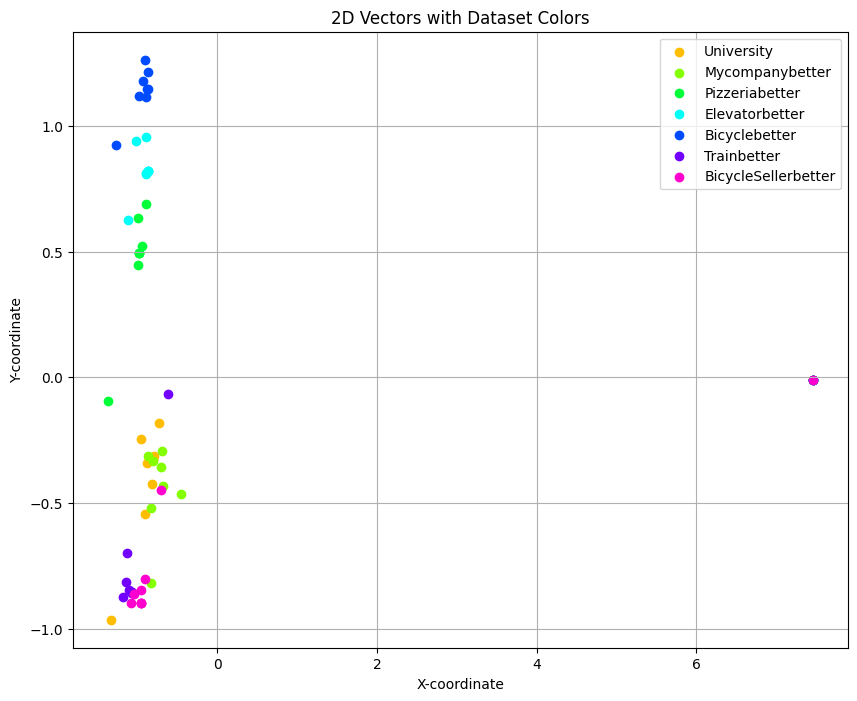 2D Vectors with Dataset Colors
University
Mycompanybetter
Pizzeriabetter
Elevatorbetter
Bicyclebetter
Trainbetter
BicycleSellerbetter
1.0
0.5
0.0
−0.5
−1.0
Y-coordinate
0 2 4 6
X-coordinate